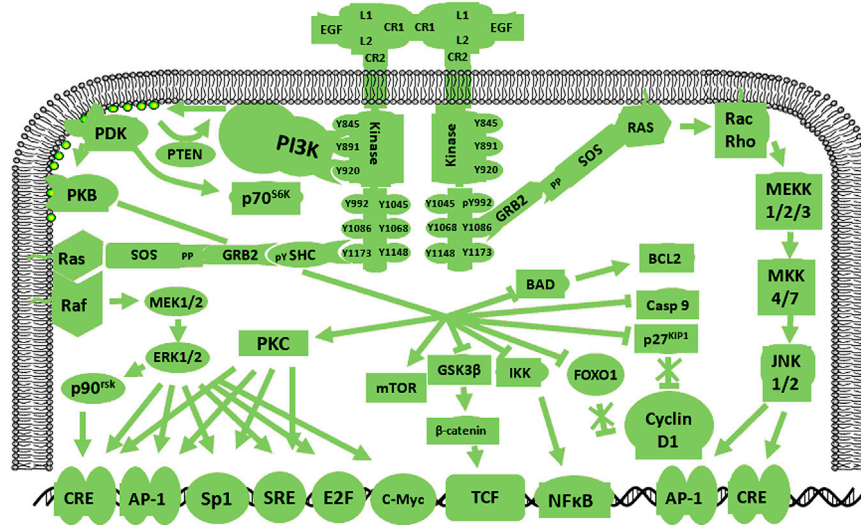 L1 L1
EGF CR1 CR1 EGF
L2 L2
CR2 CR2
PDK
PTEN
PI3K
Y845
Y891
Y920
Kinase
Kinase
Y845
Y891
Y920
RAS
Rac
Rho
SOS
PP
GRB2
PKB
p70S6K
Y992 Y1045
Y1086 Y1068
Y1173 Y1148
Y1045 pY992
Y1068 Y1086
Y1148 Y1173
MEKK
1/2/3
Ras
SOS PP GRB2 pY SHC
Raf
MEK1/2
ERK1/2
p90rsk
PKC
BAD
BCL2
Casp 9
p27KIP1
MKK
4/7
JNK
1/2
mTOR
GSK3β
IKK
FOXO1
β-catenin
Cyclin
D1
CRE AP-1 Sp1 SRE E2F C-Myc TCF NFκB AP-1 CRE